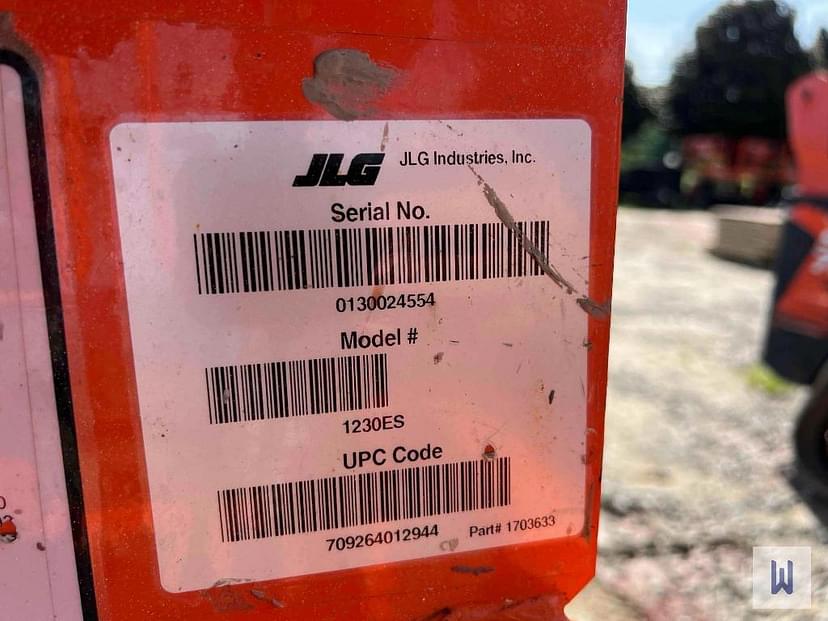 JLG JLG Industries, Inc.
Serial No.
0130024554
Model #
1230ES
UPC Code
709264012944 Part# 1703633
W